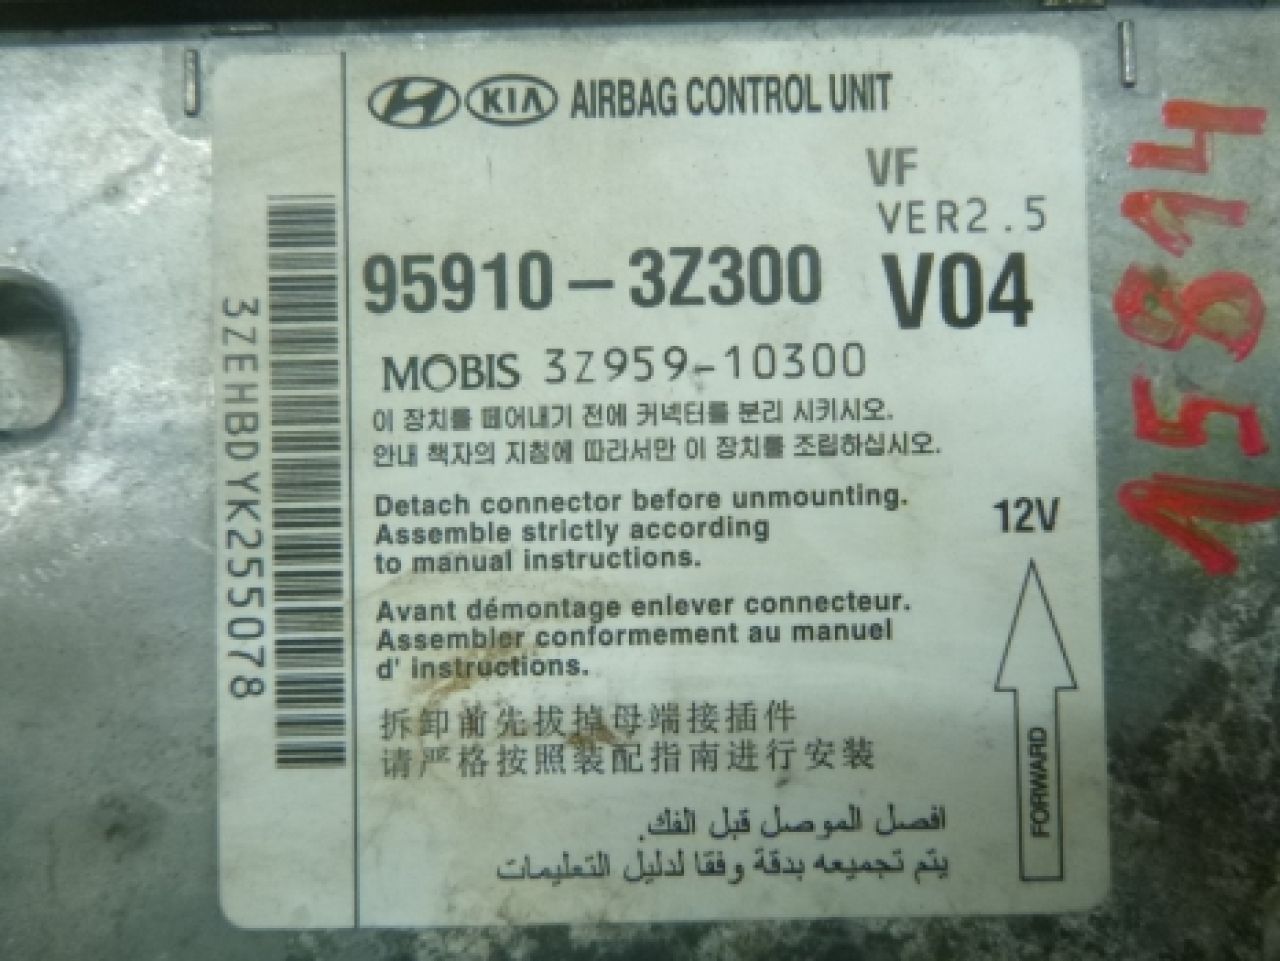 KIA AIRBAG CONTROL UNIT
VF
VER2.5
95910-3Z300 V04
MOBIS 3Z959-10300
이 장치를 떼어내기 전에 커넥터를 분리 시키시오.
안내 책자의 지침에 따라서만 이 장치를 조립하십시오.
Detach connector before unmounting.
Assemble strictly according
to manual instructions.
12V
Avant démontage enlever connecteur.
Assembler conformement au manuel
d' instructions.
拆卸前先拔掉母端接插件
请严格按照装配指南进行安装
افصل الموصل قبل الفك.
يتم تجميعه بدقة وفقا لدليل التعليمات
FORWARD
3ZEHBDYK255078
15814